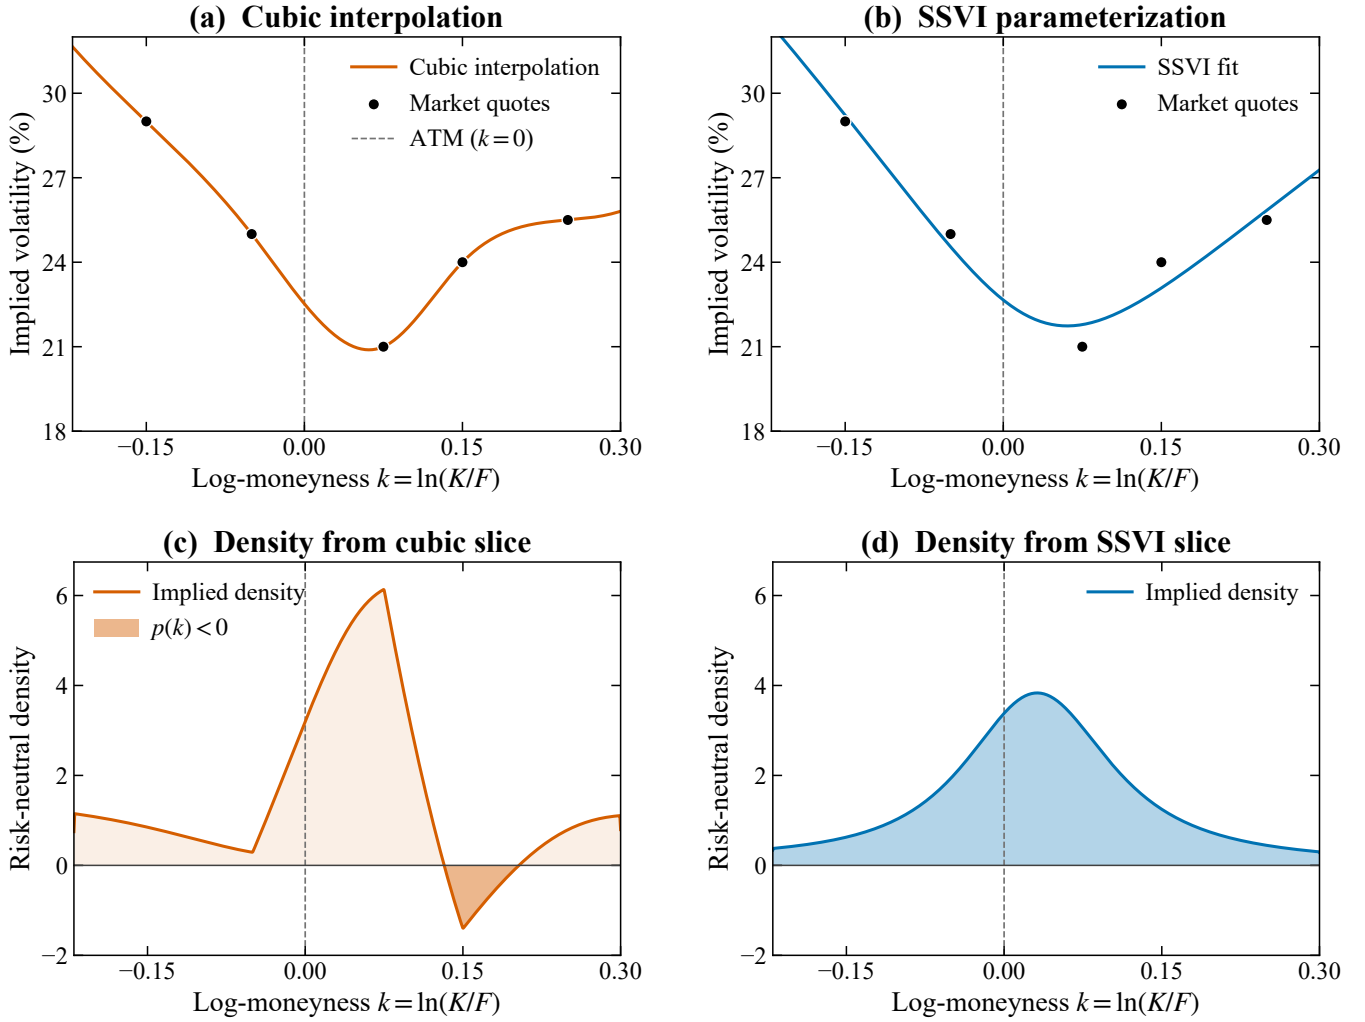 (a) Cubic interpolation
Implied volatility (%)
30
27
24
21
18
Cubic interpolation
Market quotes
ATM (k = 0)
−0.15
0.00
0.15
0.30
Log-moneyness k = ln(K/F)
(b) SSVI parameterization
Implied volatility (%)
30
27
24
21
18
SSVI fit
Market quotes
−0.15
0.00
0.15
0.30
Log-moneyness k = ln(K/F)
(c) Density from cubic slice
Risk-neutral density
6
4
2
0
−2
Implied density
p(k) < 0
−0.15
0.00
0.15
0.30
Log-moneyness k = ln(K/F)
(d) Density from SSVI slice
Risk-neutral density
6
4
2
0
−2
Implied density
−0.15
0.00
0.15
0.30
Log-moneyness k = ln(K/F)